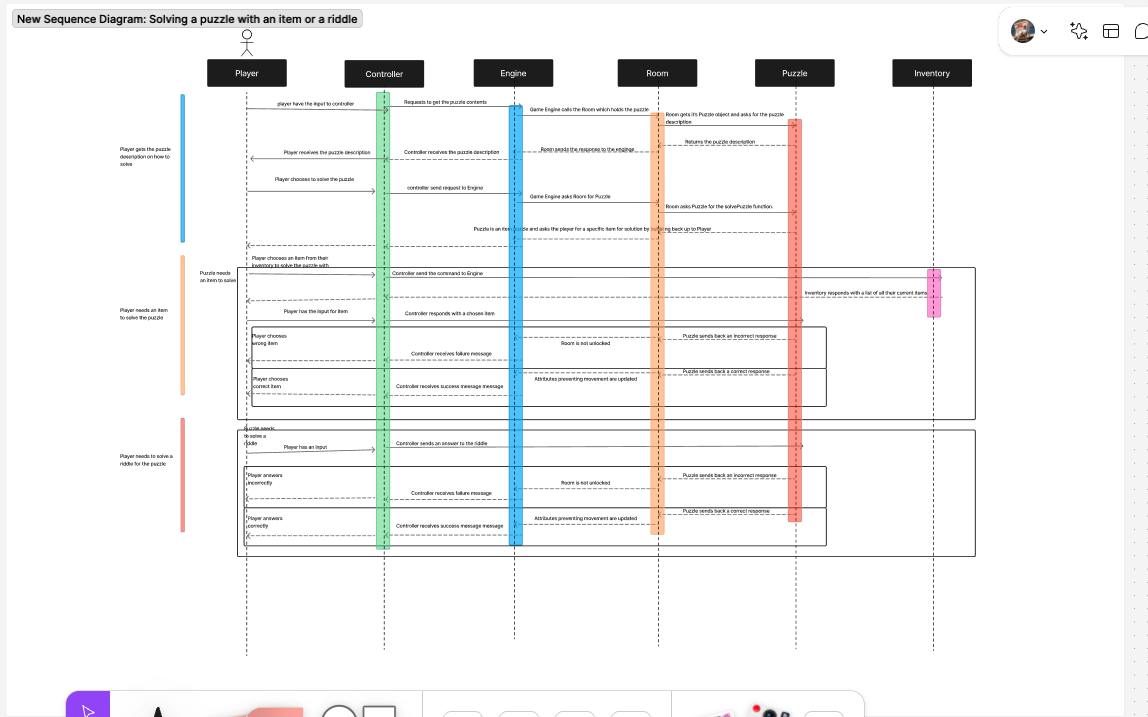 New Sequence Diagram: Solving a puzzle with an item or a riddle
Player
Controller
Engine
Room
Puzzle
Inventory
player have the input to controller
Requests to get the puzzle contents
Game Engine calls the Room which holds the puzzle
Room gets it's Puzzle object and asks for the puzzle
description
Returns the puzzle description
Room sends the response to the enginge
Controller receives the puzzle description
Player receives the puzzle description
Player gets the puzzle
description on how to
solve
Player chooses to solve the puzzle
controller send request to Engine
Game Engine asks Room for Puzzle
Room asks Puzzle for the solvePuzzle function.
Puzzle is an item puzzle and asks the player for a specific item for solution by
ng back up to Player
Player chooses an item from their
inventory to solve the puzzle with
Puzzle needs
an item to solve
Controller send the command to Engine
Inventory responds with a list of all their current items
Player needs an item
to solve the puzzle
Player has the input for item
Controller responds with a chosen item
Player chooses
wrong item
Puzzle sends back an incorrect response
Room is not unlocked
Controller receives failure message
Puzzle sends back a correct response
Player chooses
correct item
Attributes preventing movement are updated
Controller receives success message message
Puzzle needs
to solve a
riddle
Player has an input
Controller sends an answer to the riddle
Player needs to solve a
riddle for the puzzle
Player answers
incorrectly
Puzzle sends back an incorrect response
Room is not unlocked
Controller receives failure message
Puzzle sends back a correct response
Player answers
correctly
Attributes preventing movement are updated
Controller receives success message message